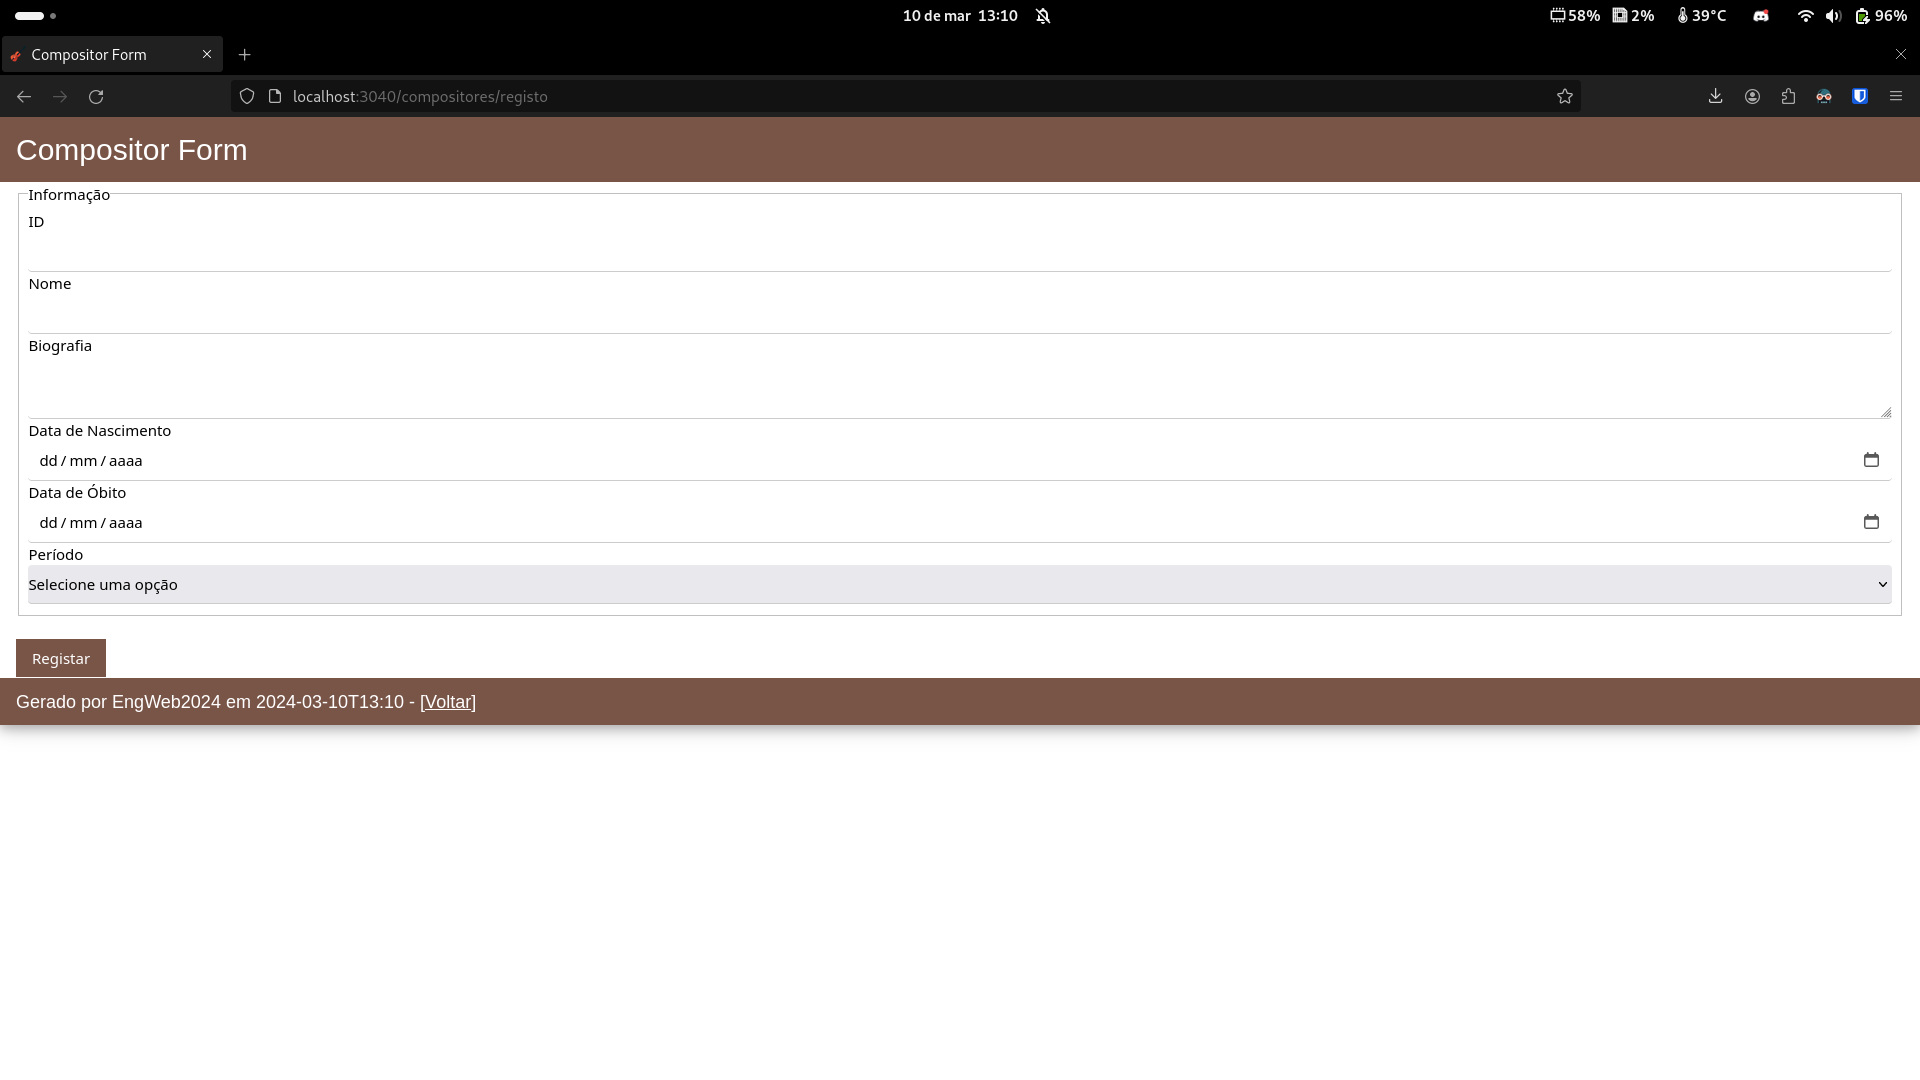 10 de mar 13:10
58% 2% 39°C 96%
Compositor Form
localhost:3040/compositores/registo
Compositor Form
Informação
ID
Nome
Biografia
Data de Nascimento
dd / mm / aaaa
Data de Óbito
dd / mm / aaaa
Período
Selecione uma opção
Registar
Gerado por EngWeb2024 em 2024-03-10T13:10 - [Voltar]